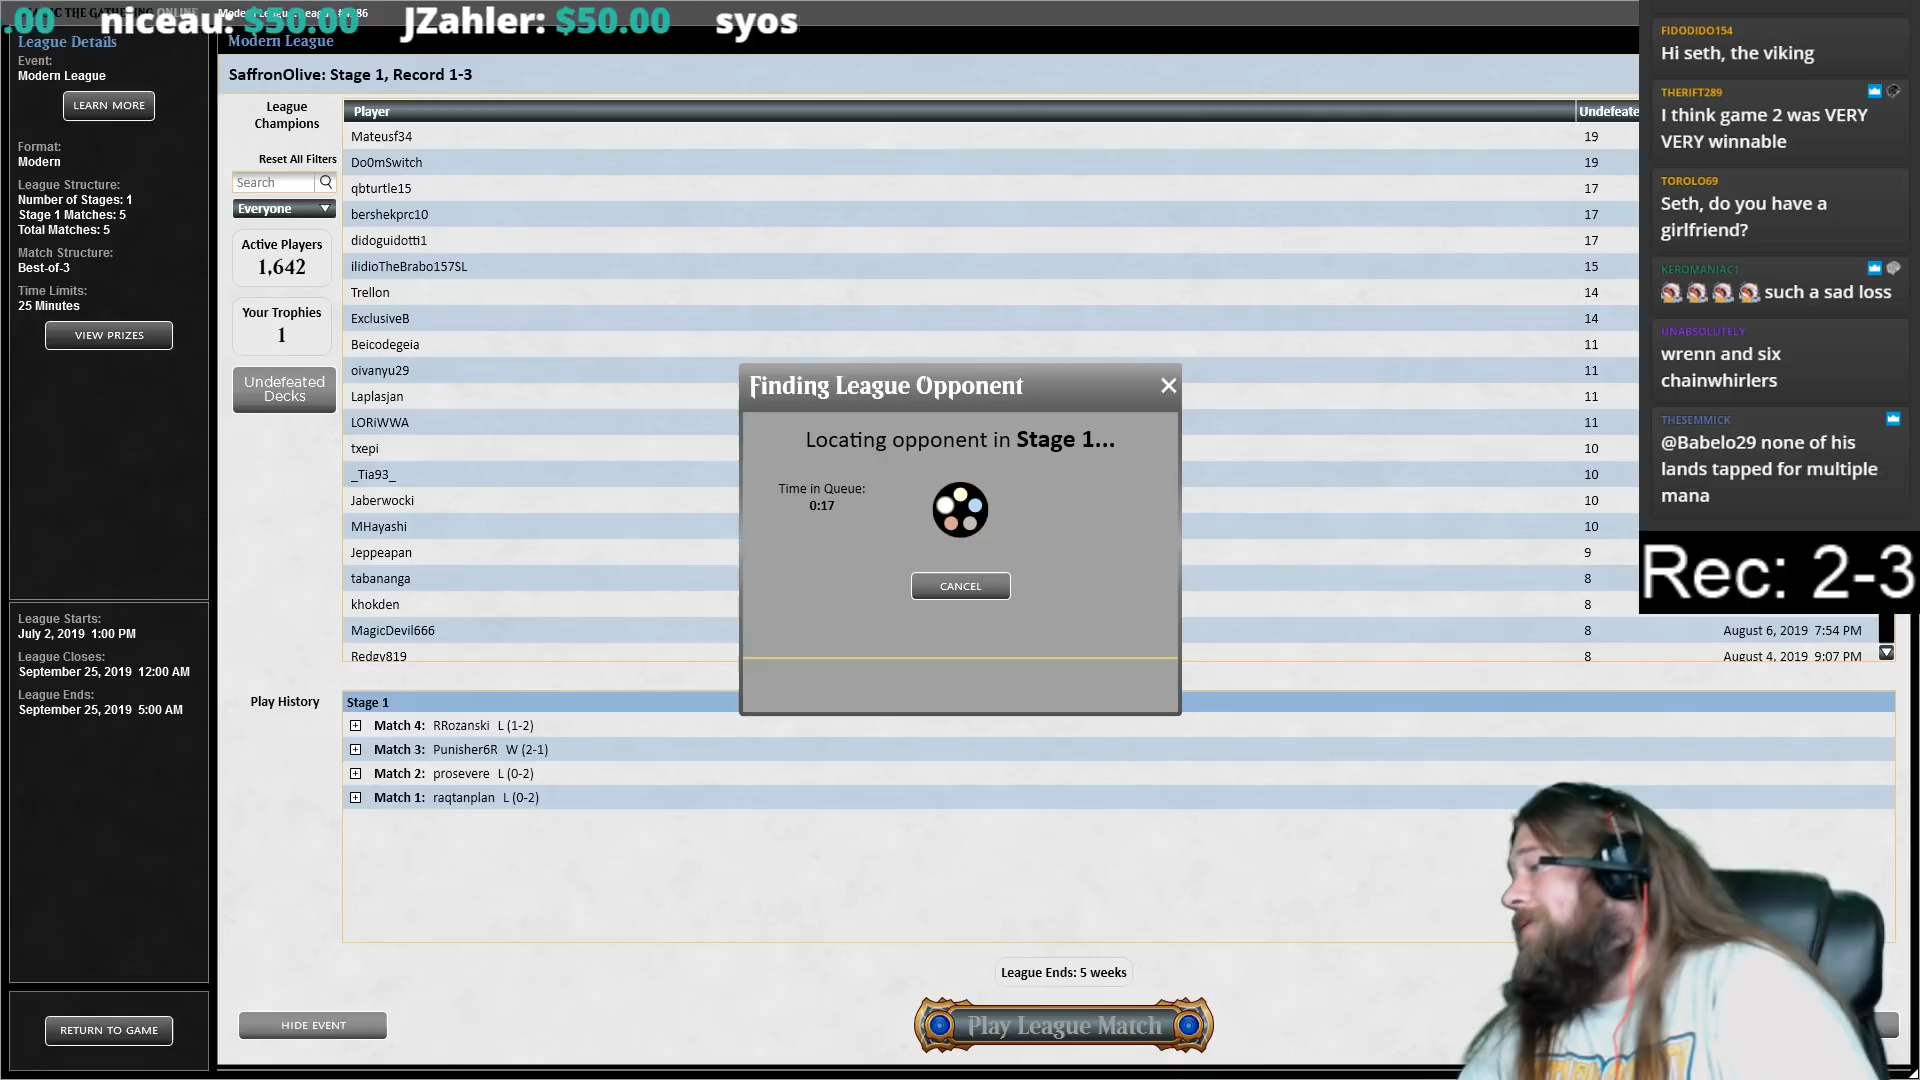 .00 niceau: $50.00 JZahler: $50.00 syos
MAGIC THE GATHERING ONLINE
League Details
Event:
Modern League
LEARN MORE
Format:
Modern
League Structure:
Number of Stages: 1
Stage 1 Matches: 5
Total Matches: 5
Match Structure:
Best-of-3
Time Limits:
25 Minutes
VIEW PRIZES
League Starts:
July 2, 2019 1:00 PM
League Closes:
September 25, 2019 12:00 AM
League Ends:
September 25, 2019 5:00 AM
RETURN TO GAME
Modern League
SaffronOlive: Stage 1, Record 1-3
League
Champions
Reset All Filters
Search
Everyone
Active Players
1,642
Your Trophies
1
Undefeated
Decks
Player Undefeate
Mateusf34 19
Do0mSwitch 19
qbturtle15 17
bershekprc10 17
didoguidotti1 17
ilidioTheBrabo157SL 15
Trellon 14
ExclusiveB 14
Beicodegeia 11
oivanyu29 11
Laplasjan 11
LORiWWA 11
txepi 10
_Tia93_ 10
Jaberwocki 10
MHayashi 10
Jeppeapan 9
tabananga 8
khokden 8
MagicDevil666 8 August 6, 2019 7:54 PM
Redgy819 8 August 4, 2019 9:07 PM
Finding League Opponent
Locating opponent in Stage 1...
Time in Queue:
0:17
CANCEL
Play History
Stage 1
Match 4: RRozanski L (1-2)
Match 3: Punisher6R W (2-1)
Match 2: prosevere L (0-2)
Match 1: raqtanplan L (0-2)
League Ends: 5 weeks
HIDE EVENT
Play League Match
FIDODIDO154
Hi seth, the viking
THERIFT289
I think game 2 was VERY
VERY winnable
TOROLO69
Seth, do you have a
girlfriend?
KEROMANIAC1
such a sad loss
UNABSOLUTELY
wrenn and six
chainwhirlers
THESEMMICK
@Babelo29 none of his
lands tapped for multiple
mana
Rec: 2-3